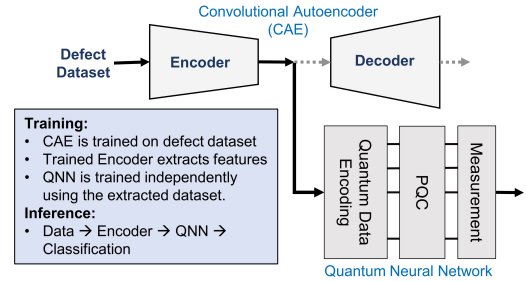 Convolutional Autoencoder
(CAE)
Defect
Dataset
Encoder
Decoder
Training:
• CAE is trained on defect dataset
• Trained Encoder extracts features
• QNN is trained independently
using the extracted dataset.
Inference:
• Data → Encoder → QNN →
Classification
Quantum Data
Encoding
PQC
Measurement
Quantum Neural Network